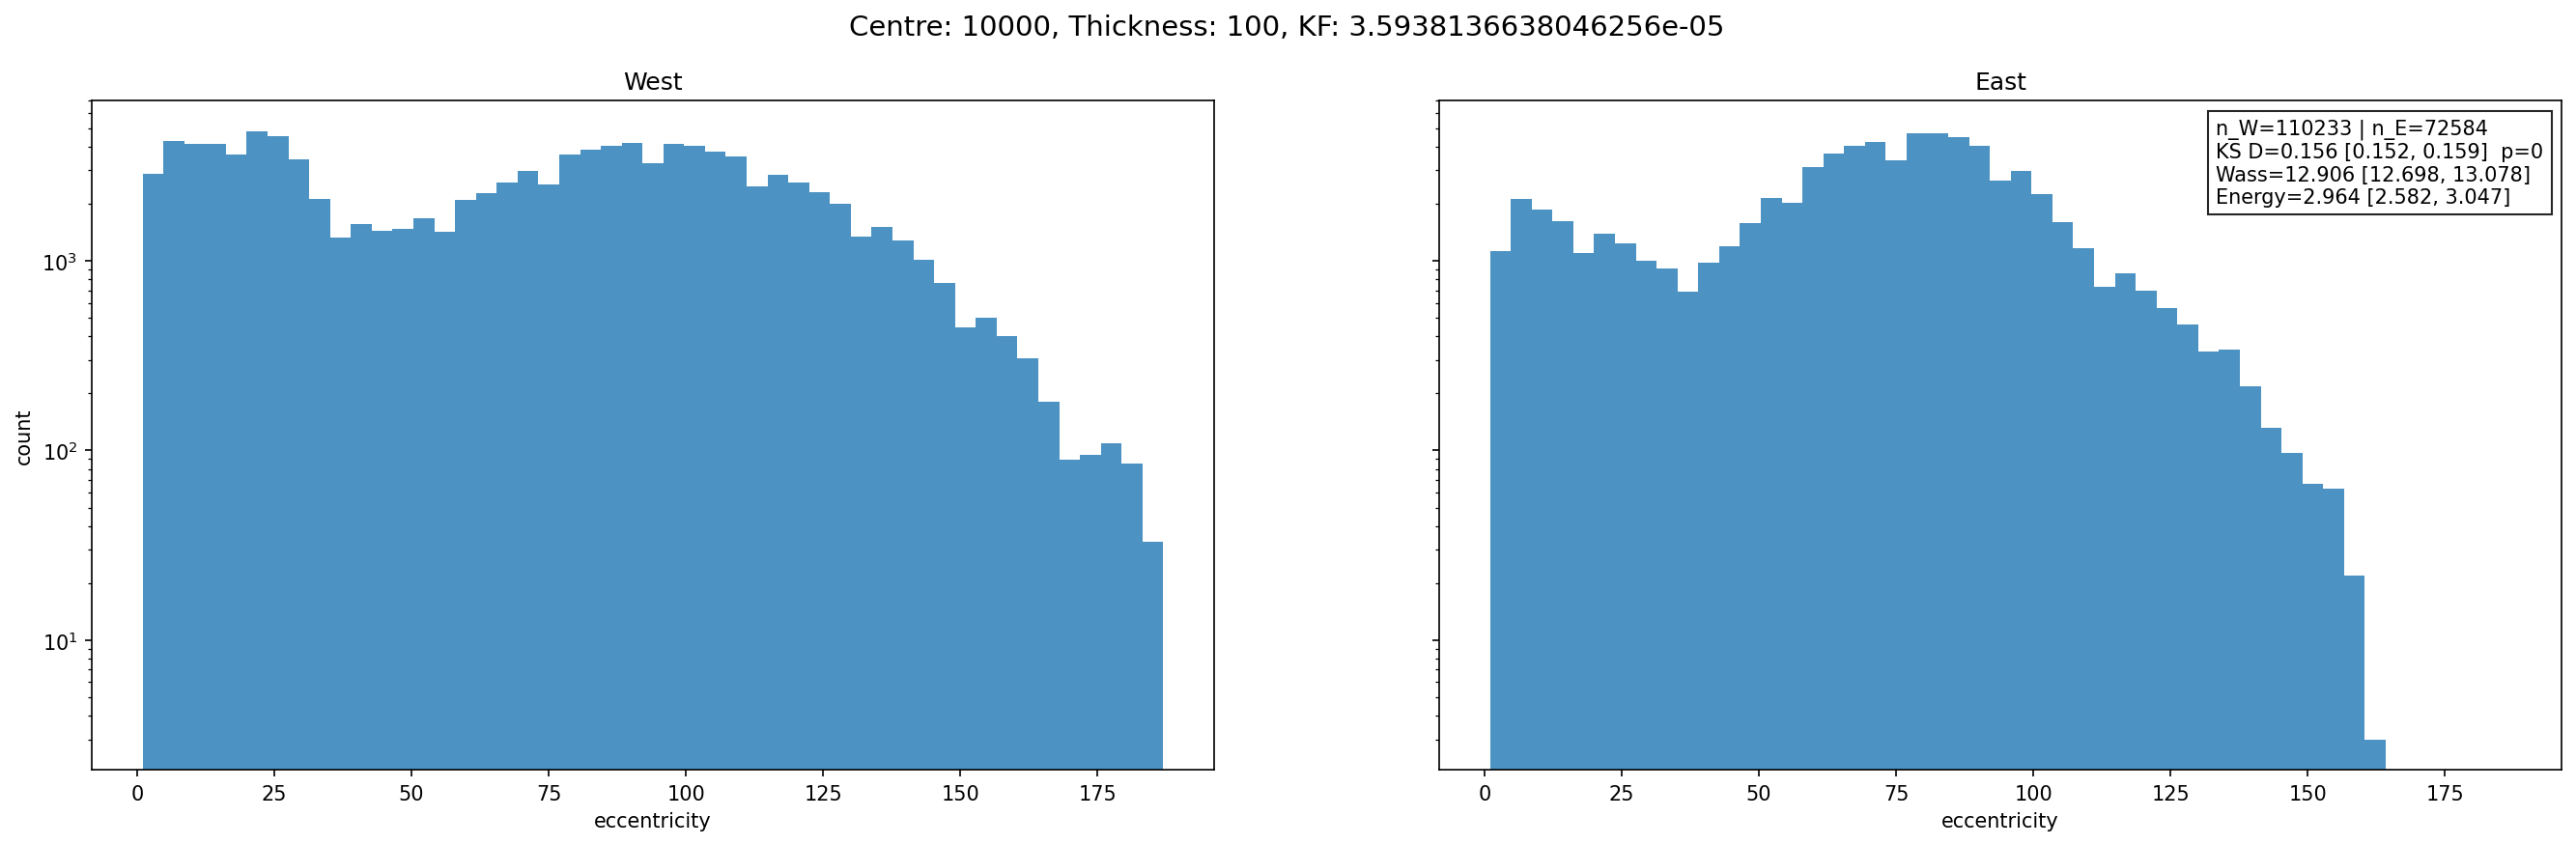 Centre: 10000, Thickness: 100, KF: 3.5938136638046256e-05
West
East
n_W=110233 | n_E=72584
KS D=0.156 [0.152, 0.159]  p=0
Wass=12.906 [12.698, 13.078]
Energy=2.964 [2.582, 3.047]
count
10³
10²
10¹
0 25 50 75 100 125 150 175
0 25 50 75 100 125 150 175
eccentricity
eccentricity